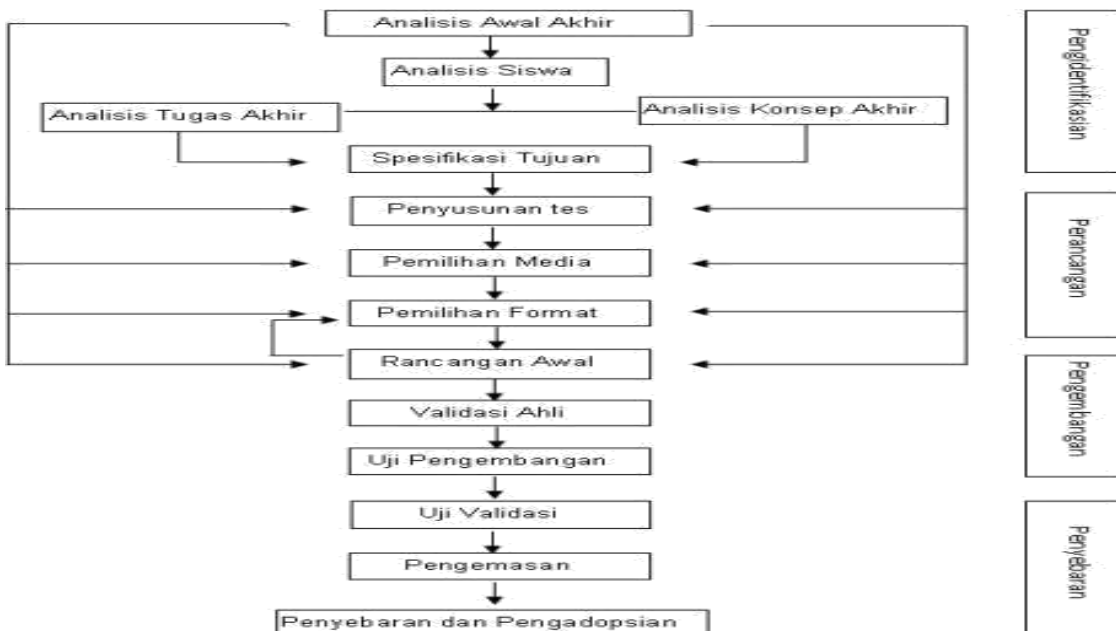 Analisis Awal Akhir
Analisis Siswa
Analisis Tugas Akhir
Analisis Konsep Akhir
Spesifikasi Tujuan
Penyusunan tes
Pemilihan Media
Pemilihan Format
Rancangan Awal
Validasi Ahli
Uji Pengembangan
Uji Validasi
Pengemasan
Penyebaran dan Pengadopsian
Pengidentifikasian
Perancangan
Pengembangan
Penyebaran